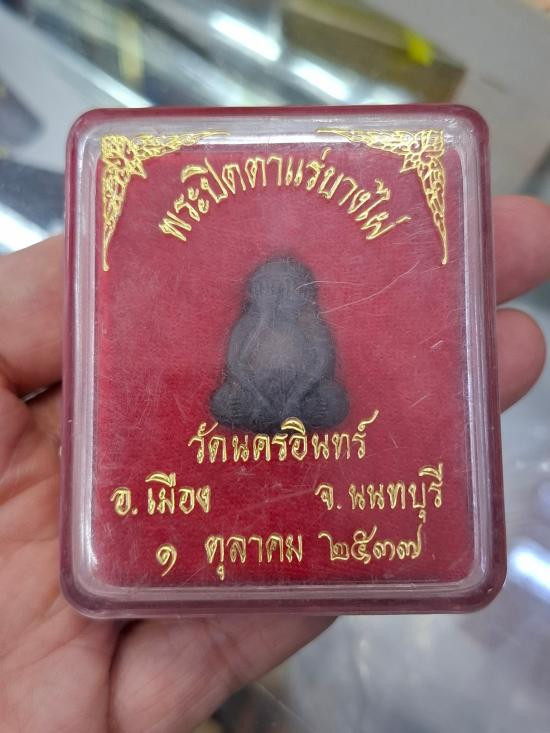 พระปิดตาแร่บางไผ่
วัดนครอินทร์
อ.เมือง จ.นนทบุรี
๑ ตุลาคม ๒๕๓๗